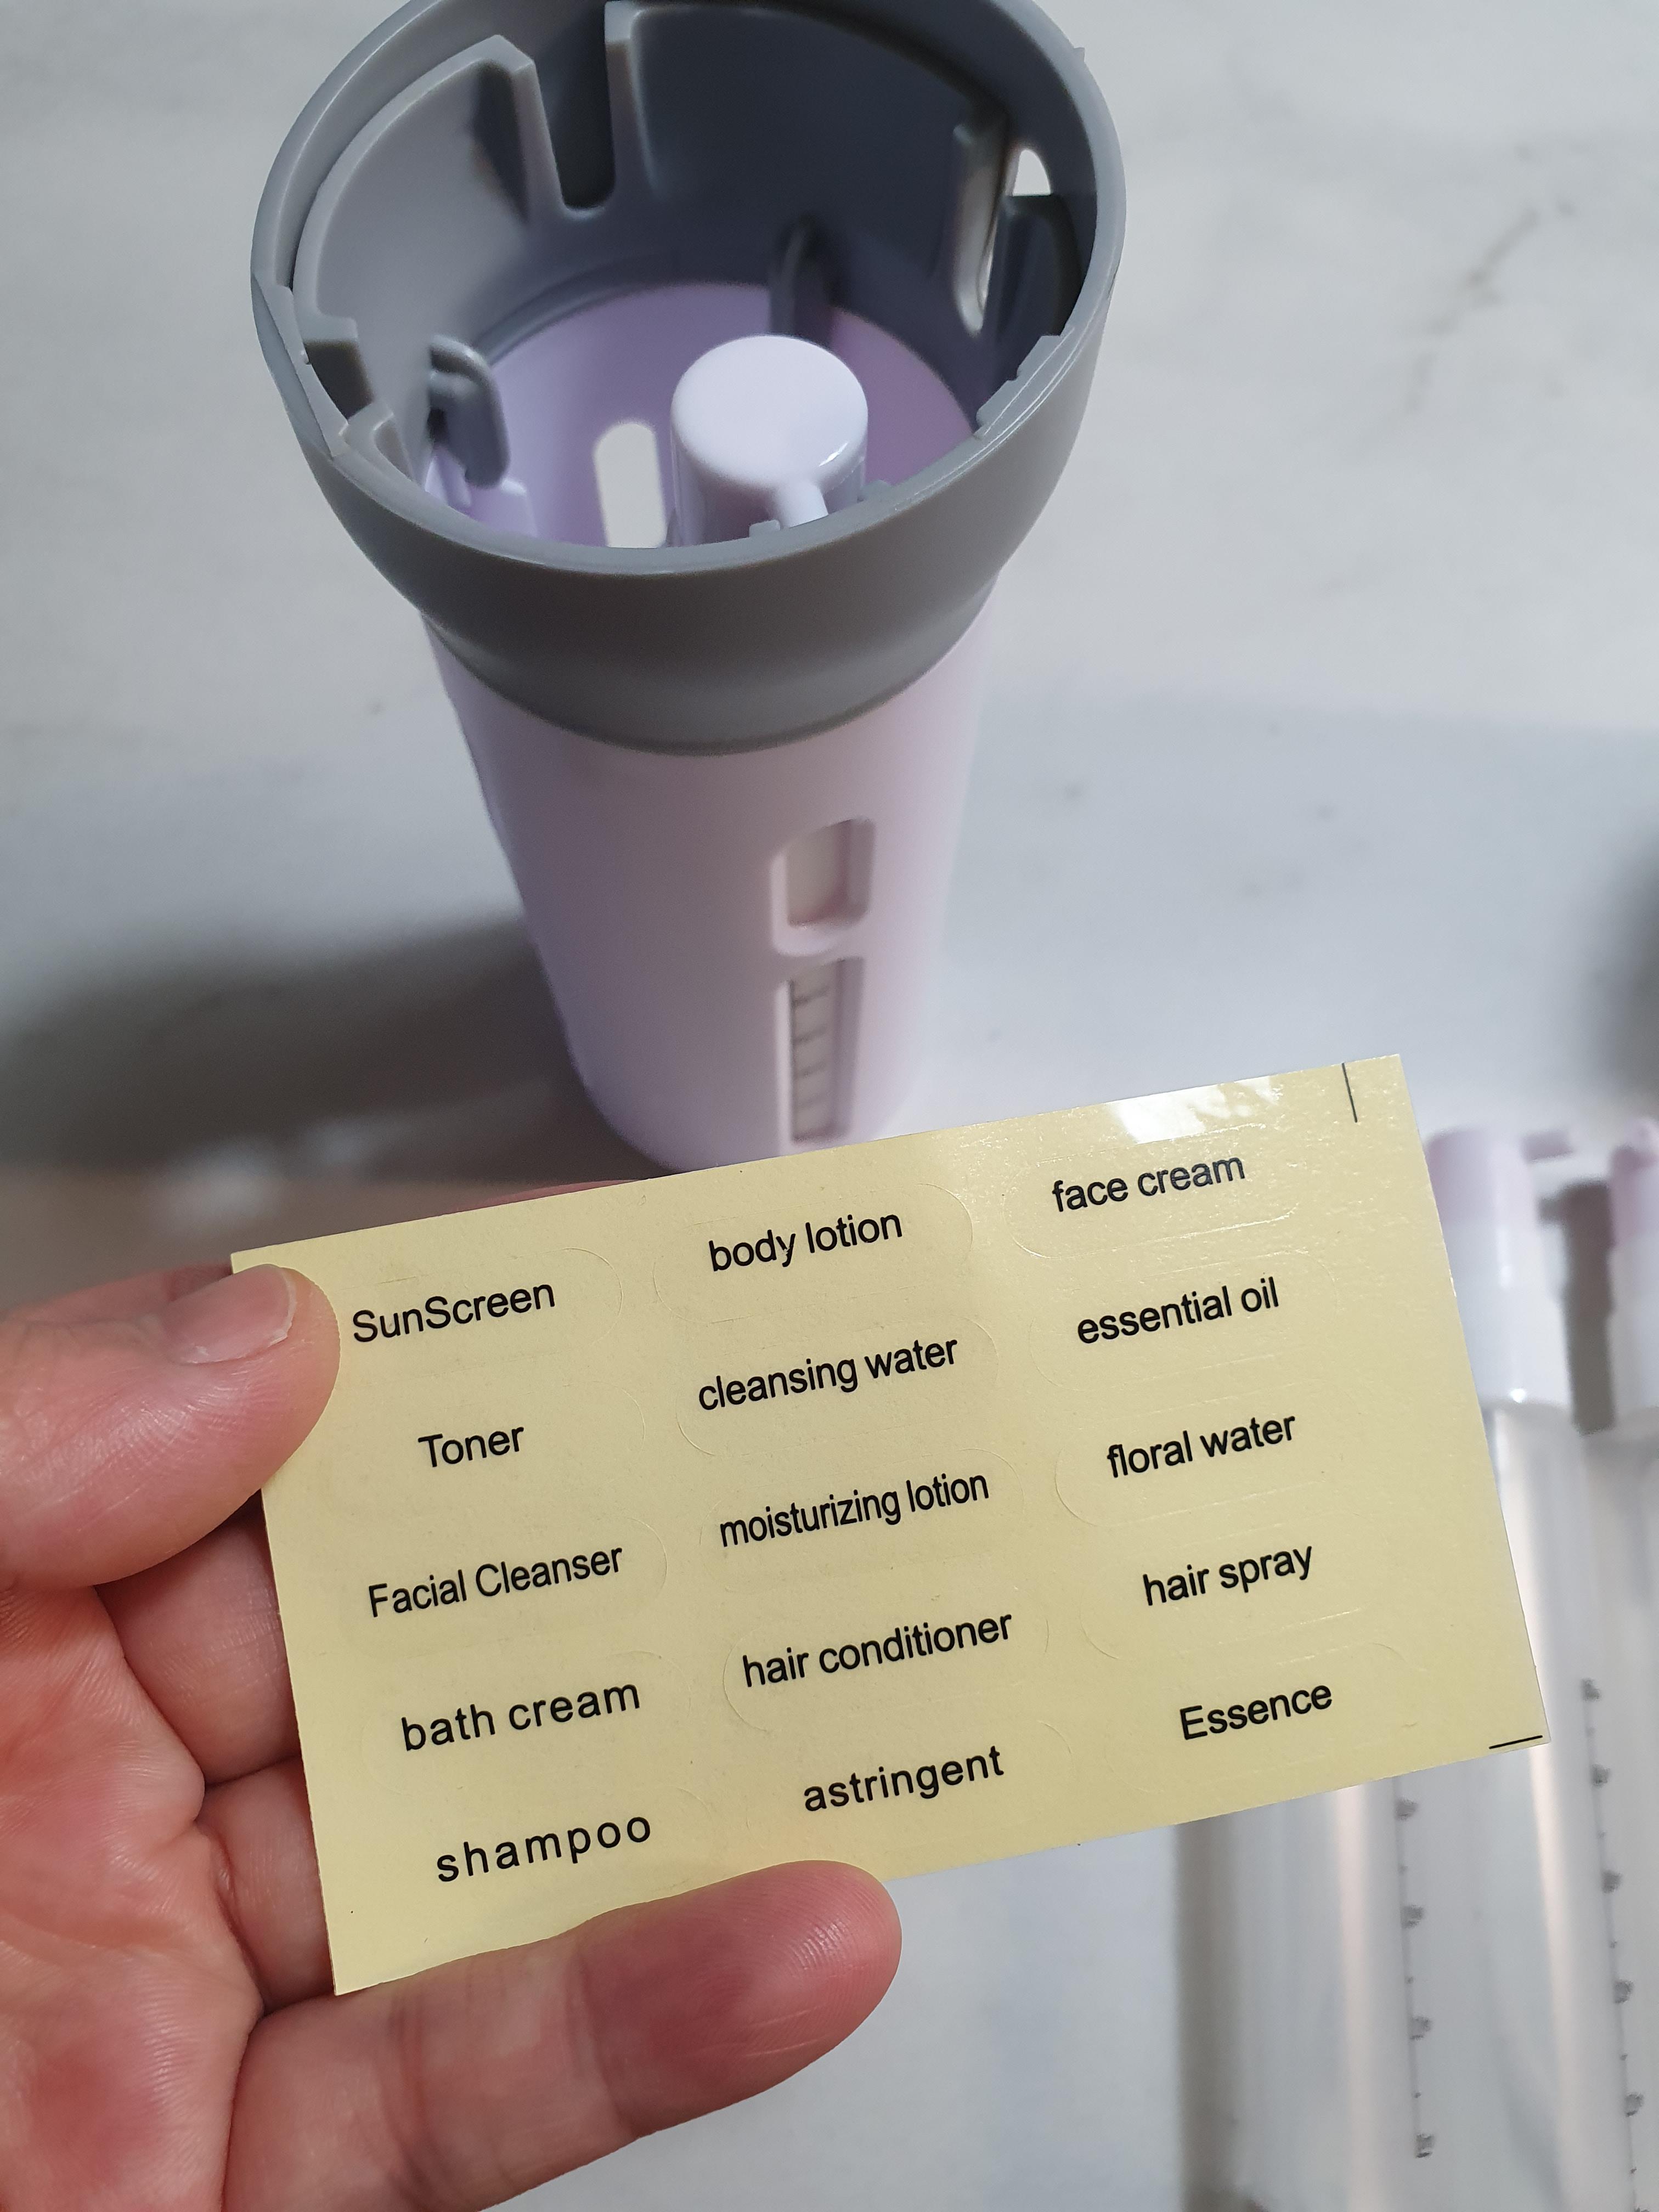 SunScreen body lotion face cream
Toner cleansing water essential oil
Facial Cleanser moisturizing lotion floral water
bath cream hair conditioner hair spray
shampoo astringent Essence